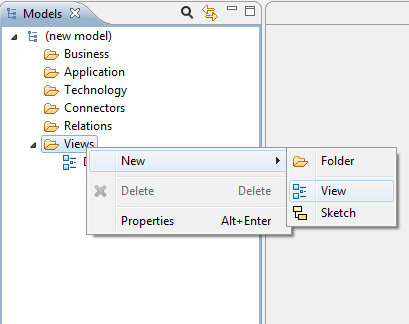 Models
(new model)
Business
Application
Technology
Connectors
Relations
Views
New
Folder
Delete Delete
View
Properties Alt+Enter
Sketch